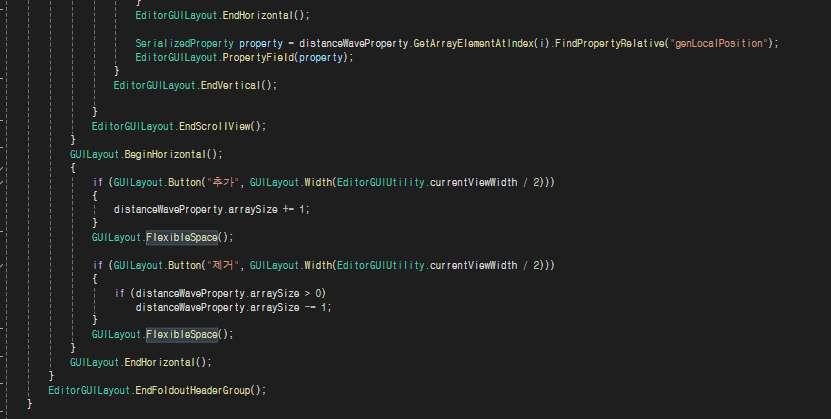 }
EditorGUILayout.EndHorizontal();
SerializedProperty property = distanceWaveProperty.GetArrayElementAtIndex(i).FindPropertyRelative("genLocalPosition");
EditorGUILayout.PropertyField(property);
}
EditorGUILayout.EndVertical();
}
EditorGUILayout.EndScrollView();
}
GUILayout.BeginHorizontal();
{
if (GUILayout.Button("추가", GUILayout.Width(EditorGUIUtility.currentViewWidth / 2)))
{
distanceWaveProperty.arraySize += 1;
}
GUILayout.FlexibleSpace();
if (GUILayout.Button("제거", GUILayout.Width(EditorGUIUtility.currentViewWidth / 2)))
{
if (distanceWaveProperty.arraySize > 0)
distanceWaveProperty.arraySize -= 1;
}
GUILayout.FlexibleSpace();
}
GUILayout.EndHorizontal();
}
EditorGUILayout.EndFoldoutHeaderGroup();
}